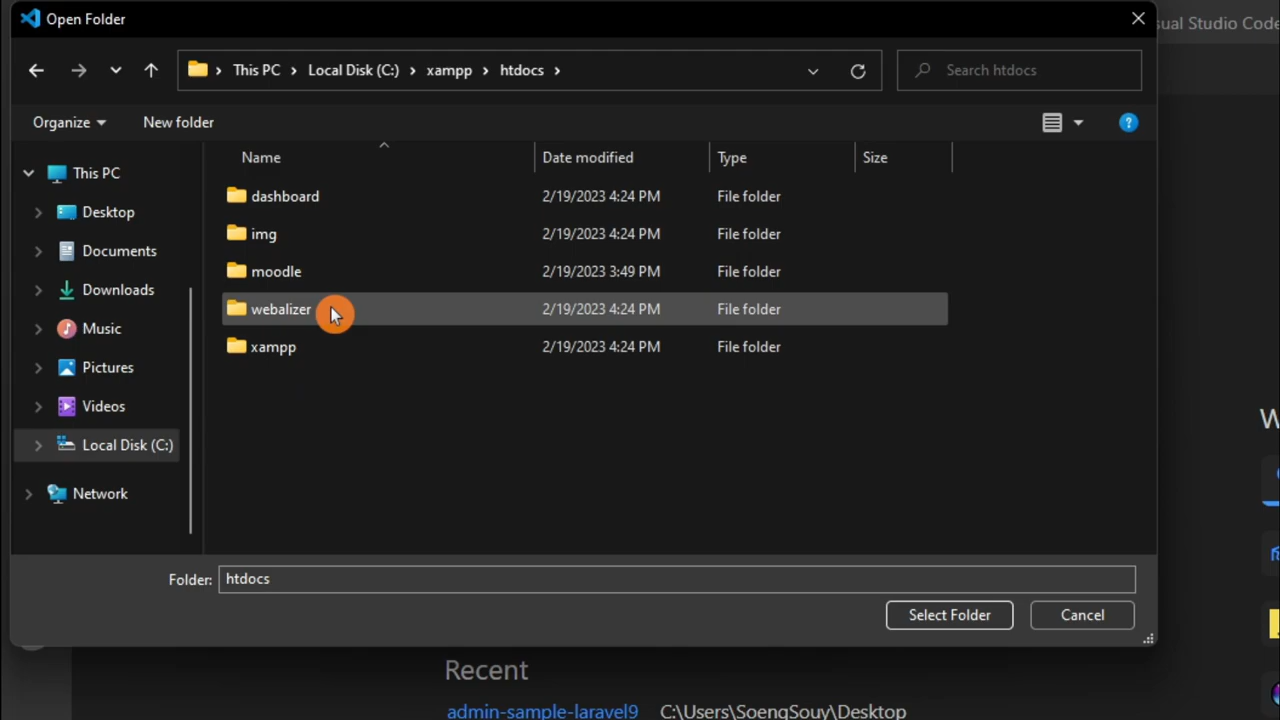 Open Folder
sual Studio Code
This PC > Local Disk (C:) > xampp > htdocs >
Search htdocs
Organize
New folder
Name
Date modified
Type
Size
This PC
Desktop
Documents
Downloads
Music
Pictures
Videos
Local Disk (C:)
Network
dashboard 2/19/2023 4:24 PM File folder
img 2/19/2023 4:24 PM File folder
moodle 2/19/2023 3:49 PM File folder
webalizer 2/19/2023 4:24 PM File folder
xampp 2/19/2023 4:24 PM File folder
Folder: htdocs
Select Folder
Cancel
Recent
admin-sample-laravel9 C:\Users\SoengSouy\Desktop